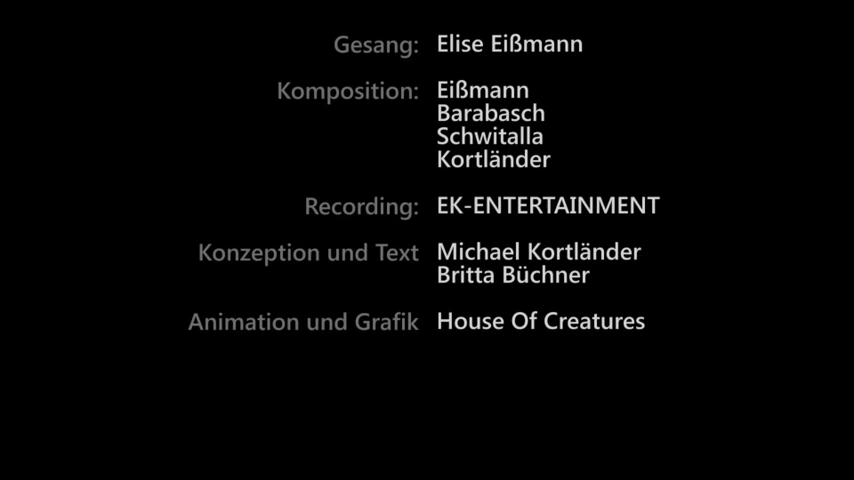 Gesang: Elise Eißmann
Komposition: Eißmann
Barabasch
Schwitalla
Kortländer
Recording: EK-ENTERTAINMENT
Konzeption und Text Michael Kortländer
Britta Büchner
Animation und Grafik House Of Creatures